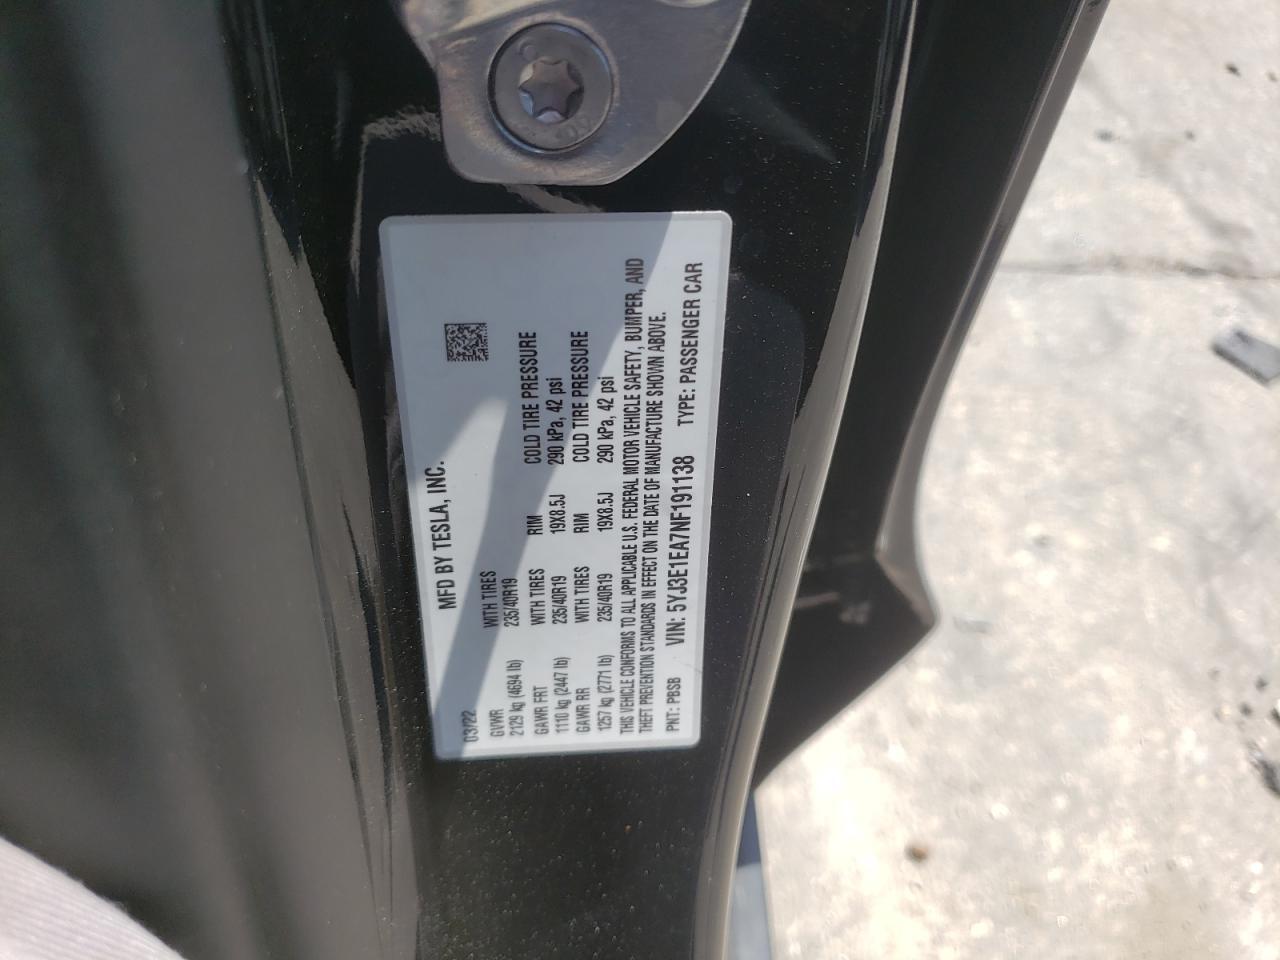 MFD BY TESLA, INC.
03/22
GVWR WITH TIRES
2129 kg (4694 lb) 235/40R19
GAWR FRT WITH TIRES RIM COLD TIRE PRESSURE
1110 kg (2447 lb) 235/40R19 19X8.5J 290 kPa, 42 psi
GAWR RR WITH TIRES RIM COLD TIRE PRESSURE
1257 kg (2771 lb) 235/40R19 19X8.5J 290 kPa, 42 psi
THIS VEHICLE CONFORMS TO ALL APPLICABLE U.S. FEDERAL MOTOR VEHICLE SAFETY, BUMPER, AND
THEFT PREVENTION STANDARDS IN EFFECT ON THE DATE OF MANUFACTURE SHOWN ABOVE.
PNT: PBSB VIN: 5YJ3E1EA7NF191138 TYPE: PASSENGER CAR